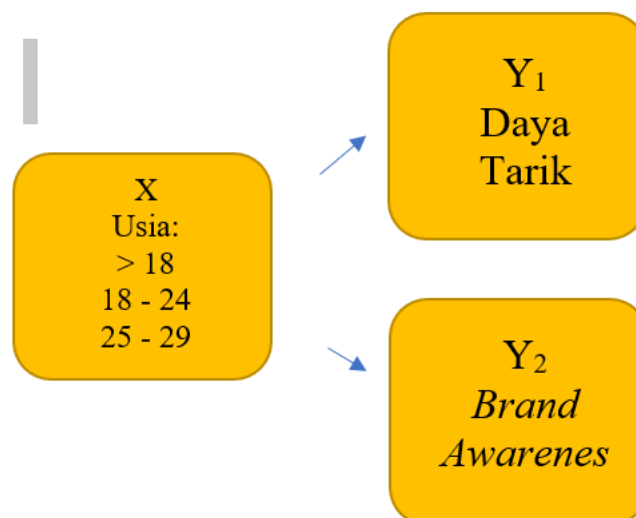 X
Usia:
> 18
18 - 24
25 - 29
Y₁
Daya
Tarik
Y₂
Brand
Awarenes